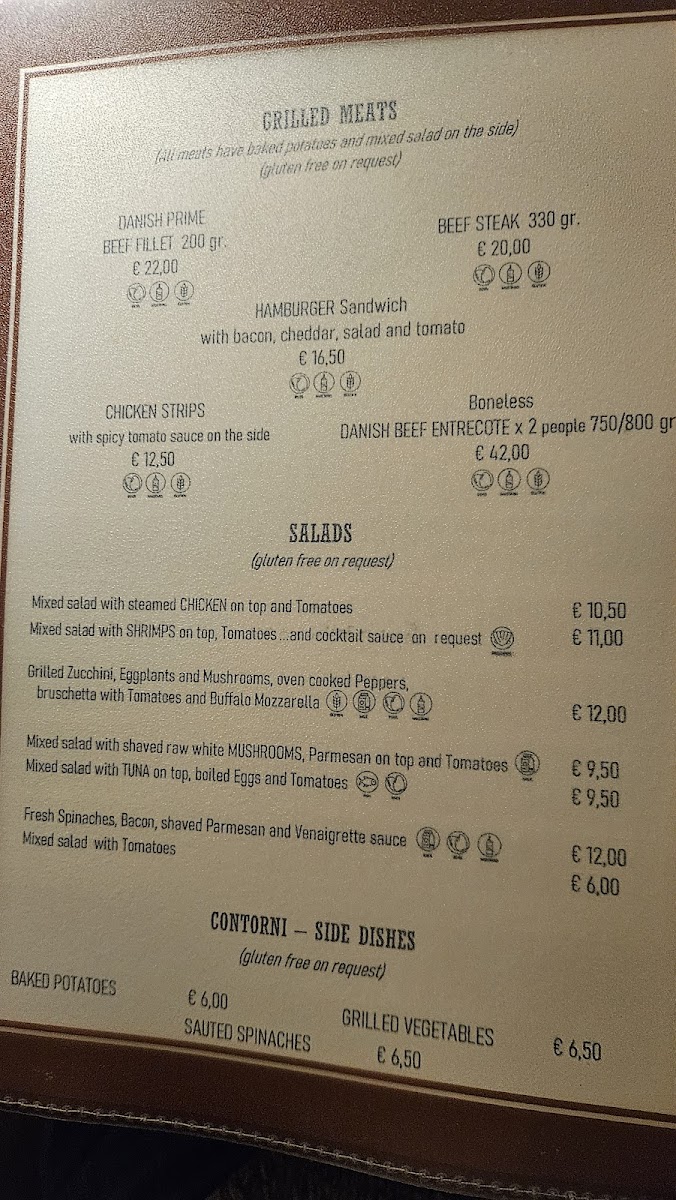 GRILLED MEATS
(All meats have baked potatoes and mixed salad on the side)
(gluten free on request)
DANISH PRIME
BEEF FILLET 200 gr.
€ 22,00
BEEF STEAK 330 gr.
€ 20,00
HAMBURGER Sandwich
with bacon, cheddar, salad and tomato
€ 16,50
CHICKEN STRIPS
with spicy tomato sauce on the side
€ 12,50
Boneless
DANISH BEEF ENTRECOTE x 2 people 750/800 gr
€ 42,00
SALADS
(gluten free on request)
Mixed salad with steamed CHICKEN on top and Tomatoes € 10,50
Mixed salad with SHRIMPS on top, Tomatoes ...and cocktail sauce on request € 11,00
Grilled Zucchini, Eggplants and Mushrooms, oven cooked Peppers,
bruschetta with Tomatoes and Buffalo Mozzarella € 12,00
Mixed salad with shaved raw white MUSHROOMS, Parmesan on top and Tomatoes € 9,50
Mixed salad with TUNA on top, boiled Eggs and Tomatoes € 9,50
Fresh Spinaches, Bacon, shaved Parmesan and Venaigrette sauce € 12,00
Mixed salad with Tomatoes € 6,00
CONTORNI – SIDE DISHES
(gluten free on request)
BAKED POTATOES € 6,00
GRILLED VEGETABLES € 6,50
SAUTED SPINACHES € 6,50